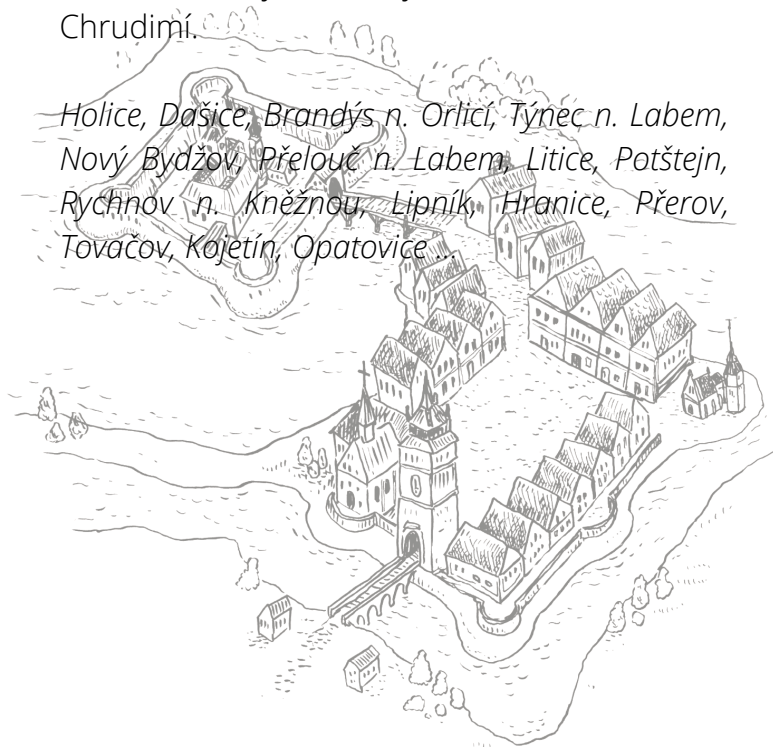 Chrudimí.
Holice, Dašice, Brandýs n. Orlicí, Týnec n. Labem,
Nový Bydžov, Přelouč n. Labem, Litice, Potštejn,
Rychnov n. Kněžnou, Lipník, Hranice, Přerov,
Tovačov, Kojetín, Opatovice ...